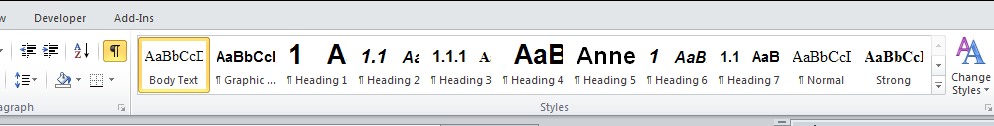 w Developer Add-Ins
AaBbCcD AaBbCcI 1 A 1.1 Aa 1.1.1 A AaB Anne 1 AaB 1.1 AaB AaBbCcI AaBbCcI
Body Text ¶ Graphic ... ¶ Heading 1 ¶ Heading 2 ¶ Heading 3 ¶ Heading 4 ¶ Heading 5 ¶ Heading 6 ¶ Heading 7 ¶ Normal Strong
Change
Styles
agraph Styles